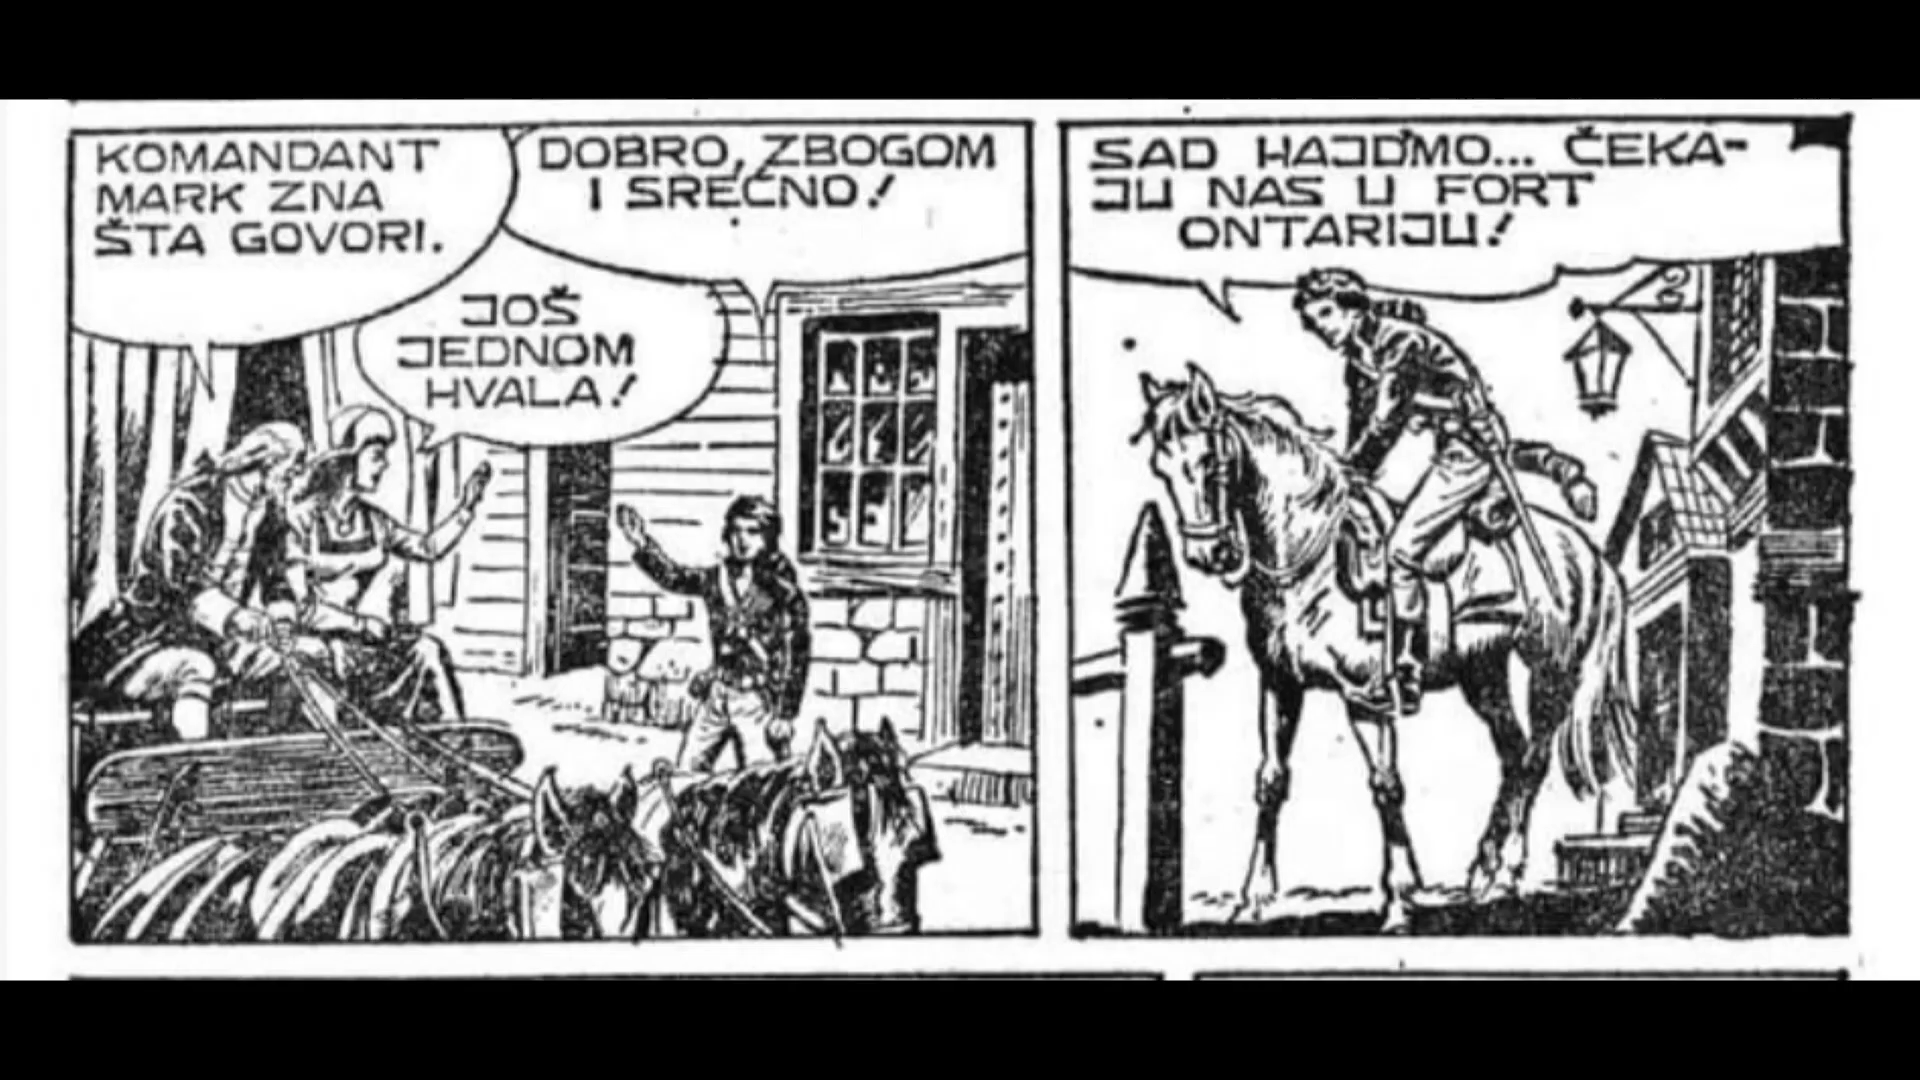 KOMANDANT
MARK ZNA
ŠTA GOVORI.
DOBRO, ZBOGOM
I SREĆNO!
JOŠ
JEDNOM
HVALA!
SAD HAJDMO... ČEKA-
JU NAS U FORT
ONTARIJU!